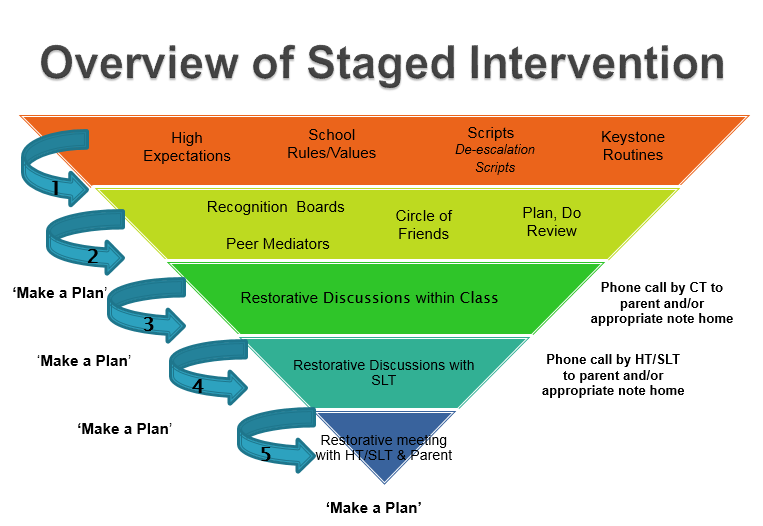 Overview of Staged Intervention
High
Expectations
School
Rules/Values
Scripts
De-escalation
Scripts
Keystone
Routines
1
Recognition Boards
Peer Mediators
Circle of
Friends
Plan, Do
Review
2
‘Make a Plan’
Restorative Discussions within Class
Phone call by CT to
parent and/or
appropriate note home
3
‘Make a Plan’
Restorative Discussions with
SLT
Phone call by HT/SLT
to parent and/or
appropriate note home
4
‘Make a Plan’
Restorative meeting
with HT/SLT & Parent
5
‘Make a Plan’